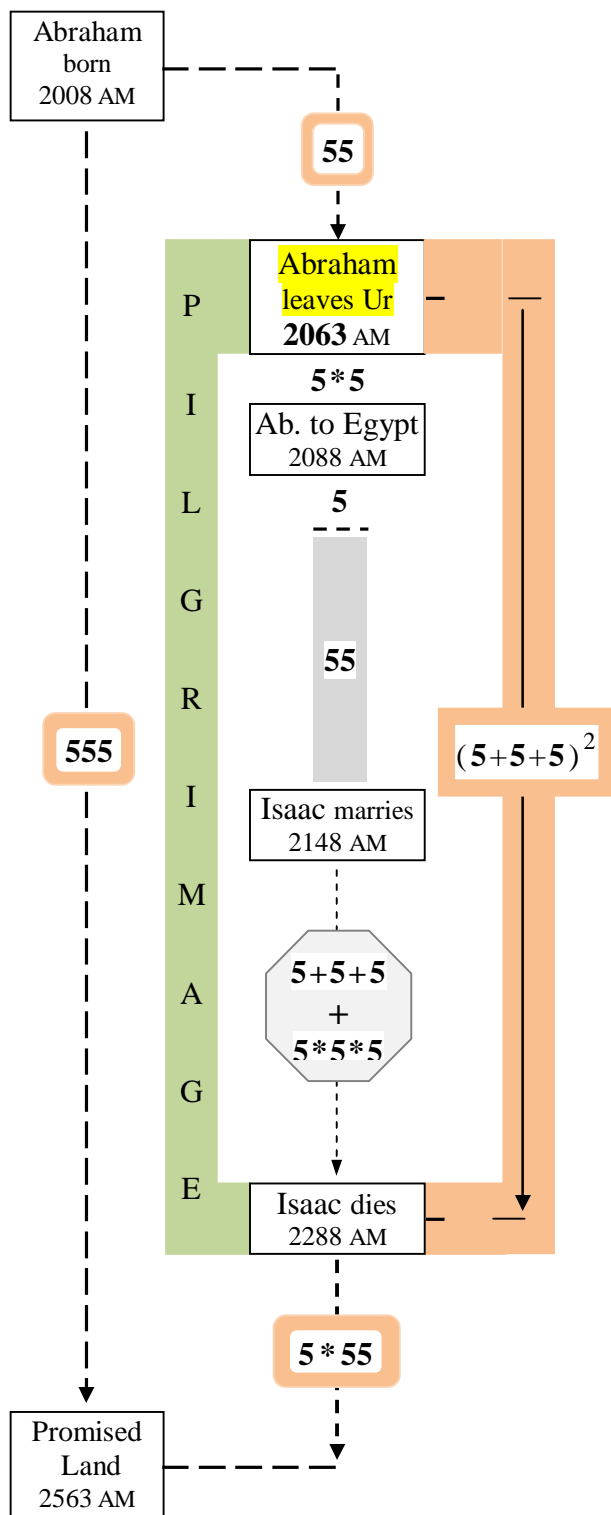 Abraham
born
2008 AM
55
Abraham
leaves Ur
2063 AM
5*5
Ab. to Egypt
2088 AM
5
55
Isaac marries
2148 AM
5+5+5
+
5*5*5
Isaac dies
2288 AM
5*55
Promised
Land
2563 AM
555
(5+5+5)²
P
I
L
G
R
I
M
A
G
E